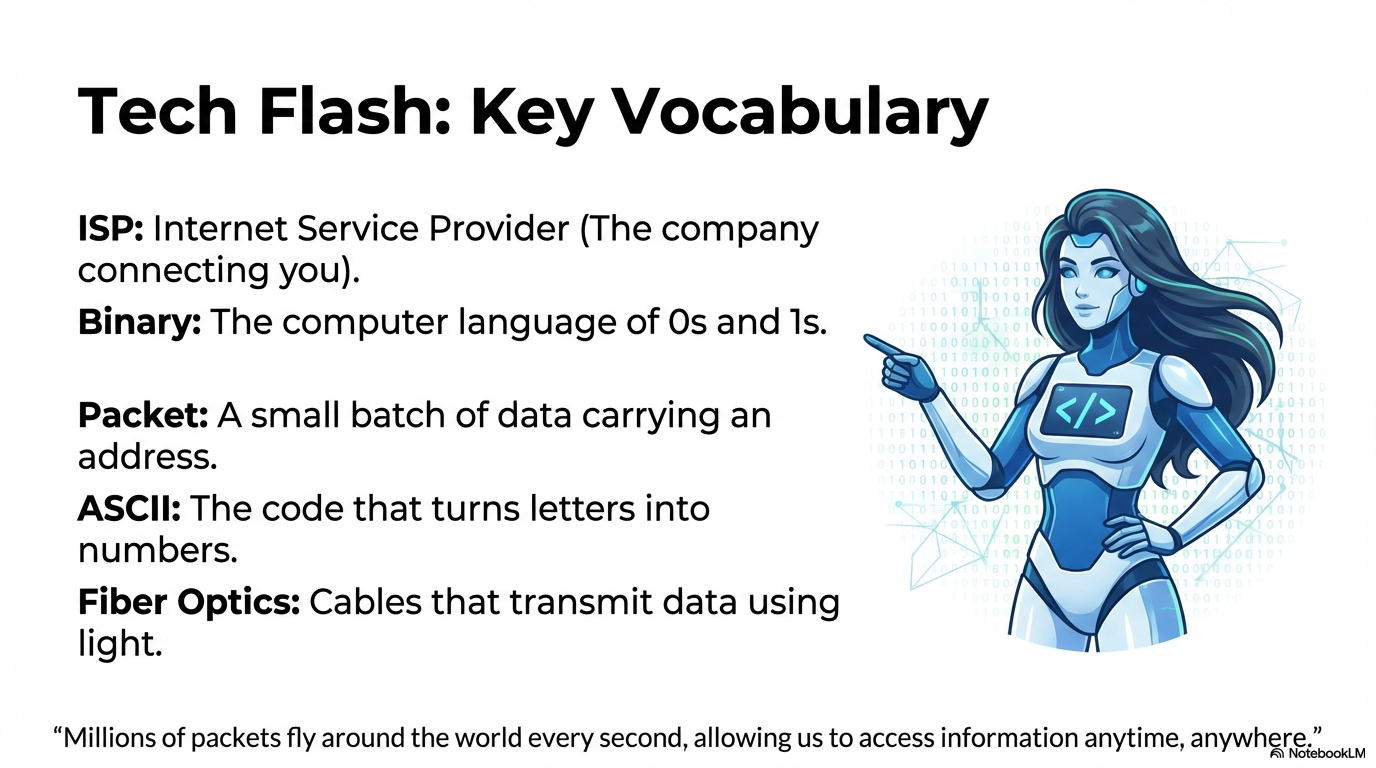 Tech Flash: Key Vocabulary
ISP: Internet Service Provider (The company
connecting you).
Binary: The computer language of 0s and 1s.
Packet: A small batch of data carrying an
address.
ASCII: The code that turns letters into
numbers.
Fiber Optics: Cables that transmit data using
light.
</>
“Millions of packets fly around the world every second, allowing us to access information anytime, anywhere.”
NotebookLM